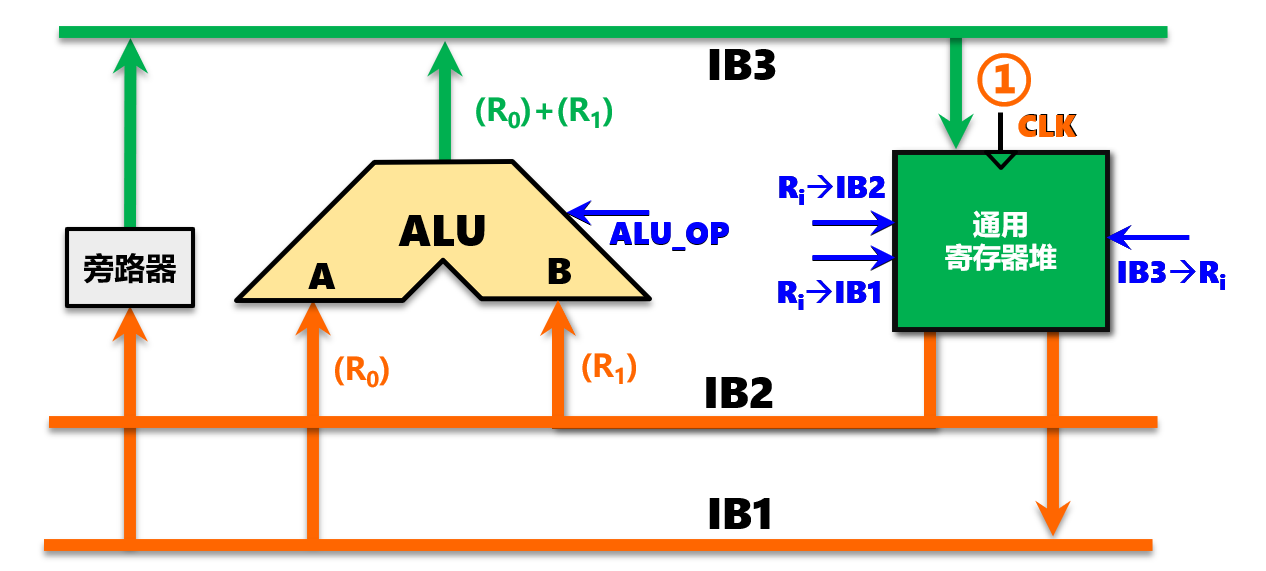 IB3
①
(R₀)+(R₁)
CLK
Rᵢ→IB2
通用
寄存器堆
ALU
ALU_OP
旁路器
A
B
Rᵢ→IB1
IB3→Rᵢ
(R₀)
(R₁)
IB2
IB1